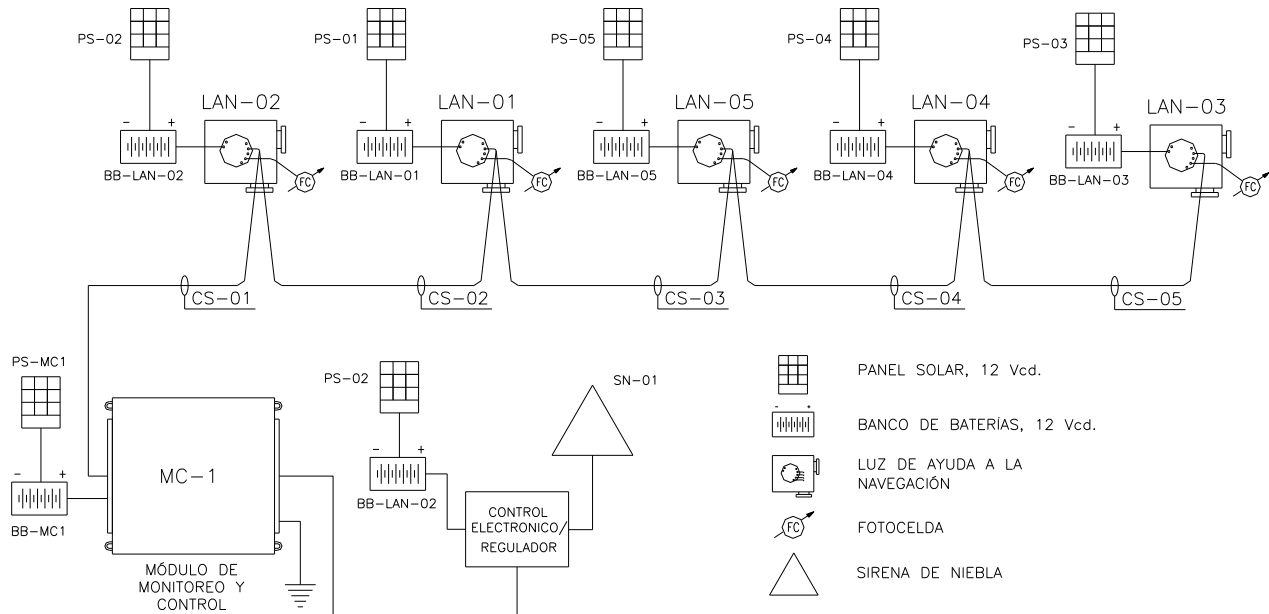 PS-02
PS-01
PS-05
PS-04
PS-03
LAN-02
LAN-01
LAN-05
LAN-04
LAN-03
- +
- +
- +
- +
- +
BB-LAN-02
BB-LAN-01
BB-LAN-05
BB-LAN-04
BB-LAN-03
FC
FC
FC
FC
FC
CS-01
CS-02
CS-03
CS-04
CS-05
PS-MC1
- +
BB-MC1
MC-1
MÓDULO DE
MONITOREO Y
CONTROL
PS-02
- +
BB-LAN-02
SN-01
CONTROL
ELECTRONICO/
REGULADOR
PANEL SOLAR, 12 Vcd.
- +
BANCO DE BATERÍAS, 12 Vcd.
LUZ DE AYUDA A LA
NAVEGACIÓN
FC
FOTOCELDA
SIRENA DE NIEBLA